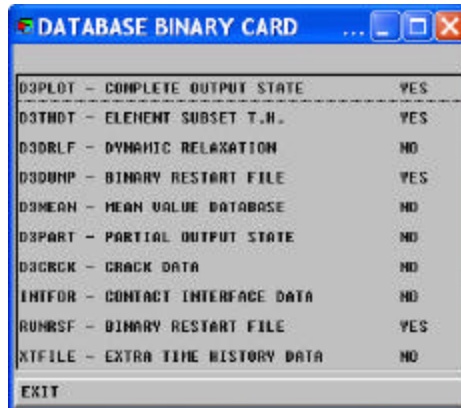 DATABASE BINARY CARD ...
D3PLOT - COMPLETE OUTPUT STATE YES
D3THDT - ELEMENT SUBSET T.H. YES
D3DRLF - DYNAMIC RELAXATION NO
D3DUMP - BINARY RESTART FILE YES
D3MEAN - MEAN VALUE DATABASE NO
D3PART - PARTIAL OUTPUT STATE NO
D3CRCK - CRACK DATA NO
INTFOR - CONTACT INTERFACE DATA NO
RUNRSF - BINARY RESTART FILE YES
XTFILE - EXTRA TIME HISTORY DATA NO
EXIT